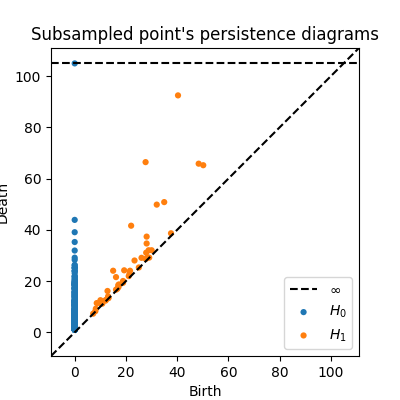 Subsampled point's persistence diagrams
100
80
60
40
20
0
Death
∞
H₀
H₁
0 20 40 60 80 100
Birth